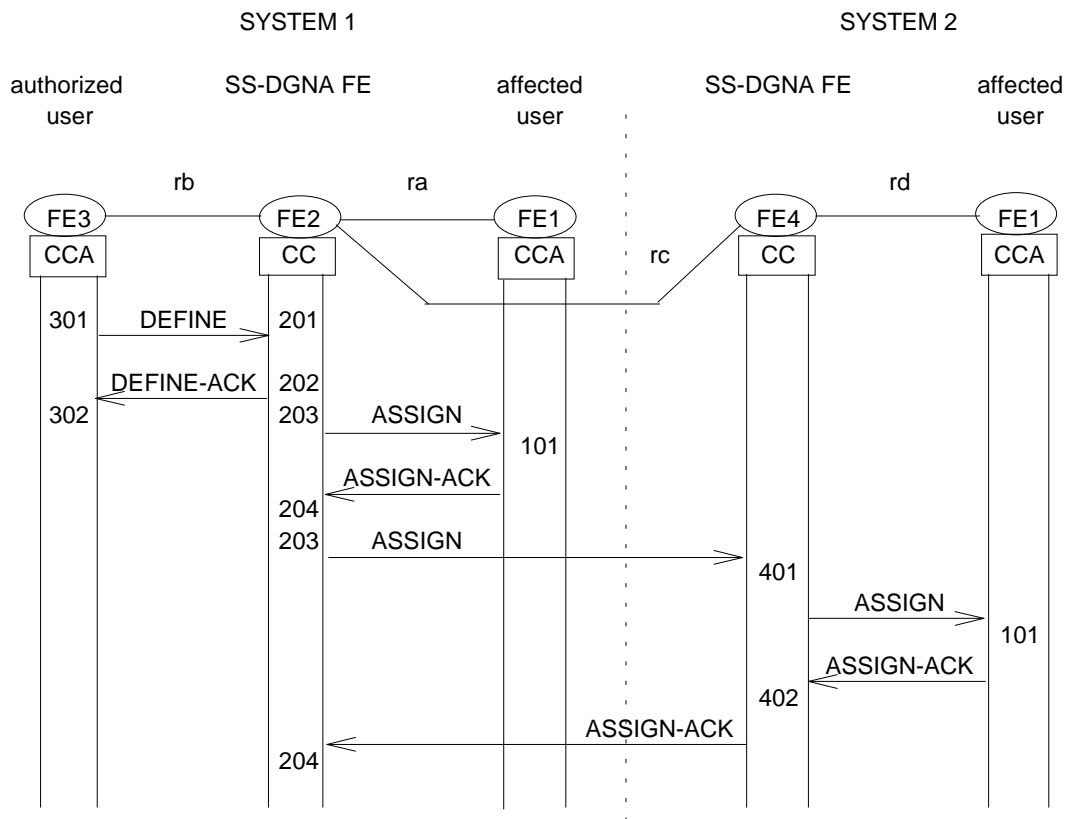 SYSTEM 1 SYSTEM 2
authorized user SS-DGNA FE affected user SS-DGNA FE affected user
rb ra rd
FE3 FE2 FE1 FE4 FE1
CCA CC CCA rc CC CCA
301 DEFINE 201
DEFINE-ACK 202
302 203 ASSIGN
101
ASSIGN-ACK
204
203 ASSIGN
401
ASSIGN
101
ASSIGN-ACK
402
ASSIGN-ACK
204